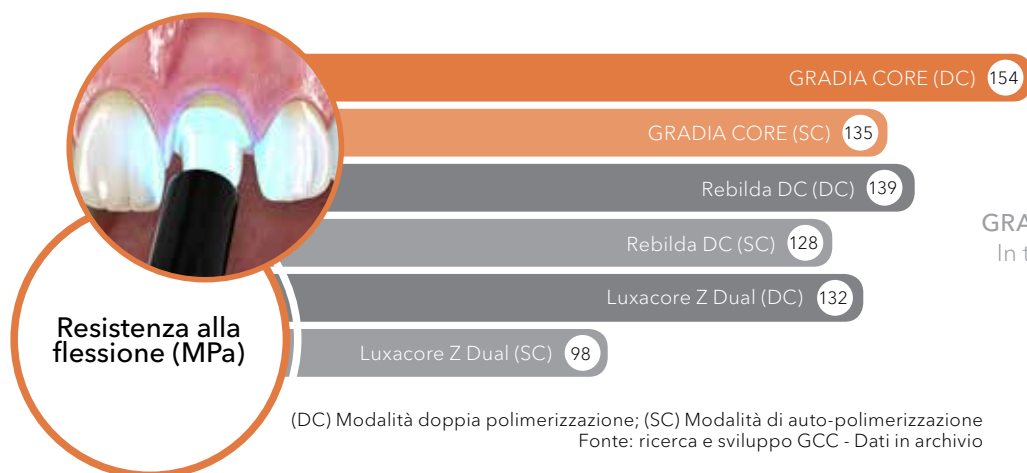 GRADIA CORE (DC) 154
GRADIA CORE (SC) 135
Rebilda DC (DC) 139
Rebilda DC (SC) 128
Luxacore Z Dual (DC) 132
Luxacore Z Dual (SC) 98
Resistenza alla
flessione (MPa)
(DC) Modalità doppia polimerizzazione; (SC) Modalità di auto-polimerizzazione
Fonte: ricerca e sviluppo GCC - Dati in archivio
In